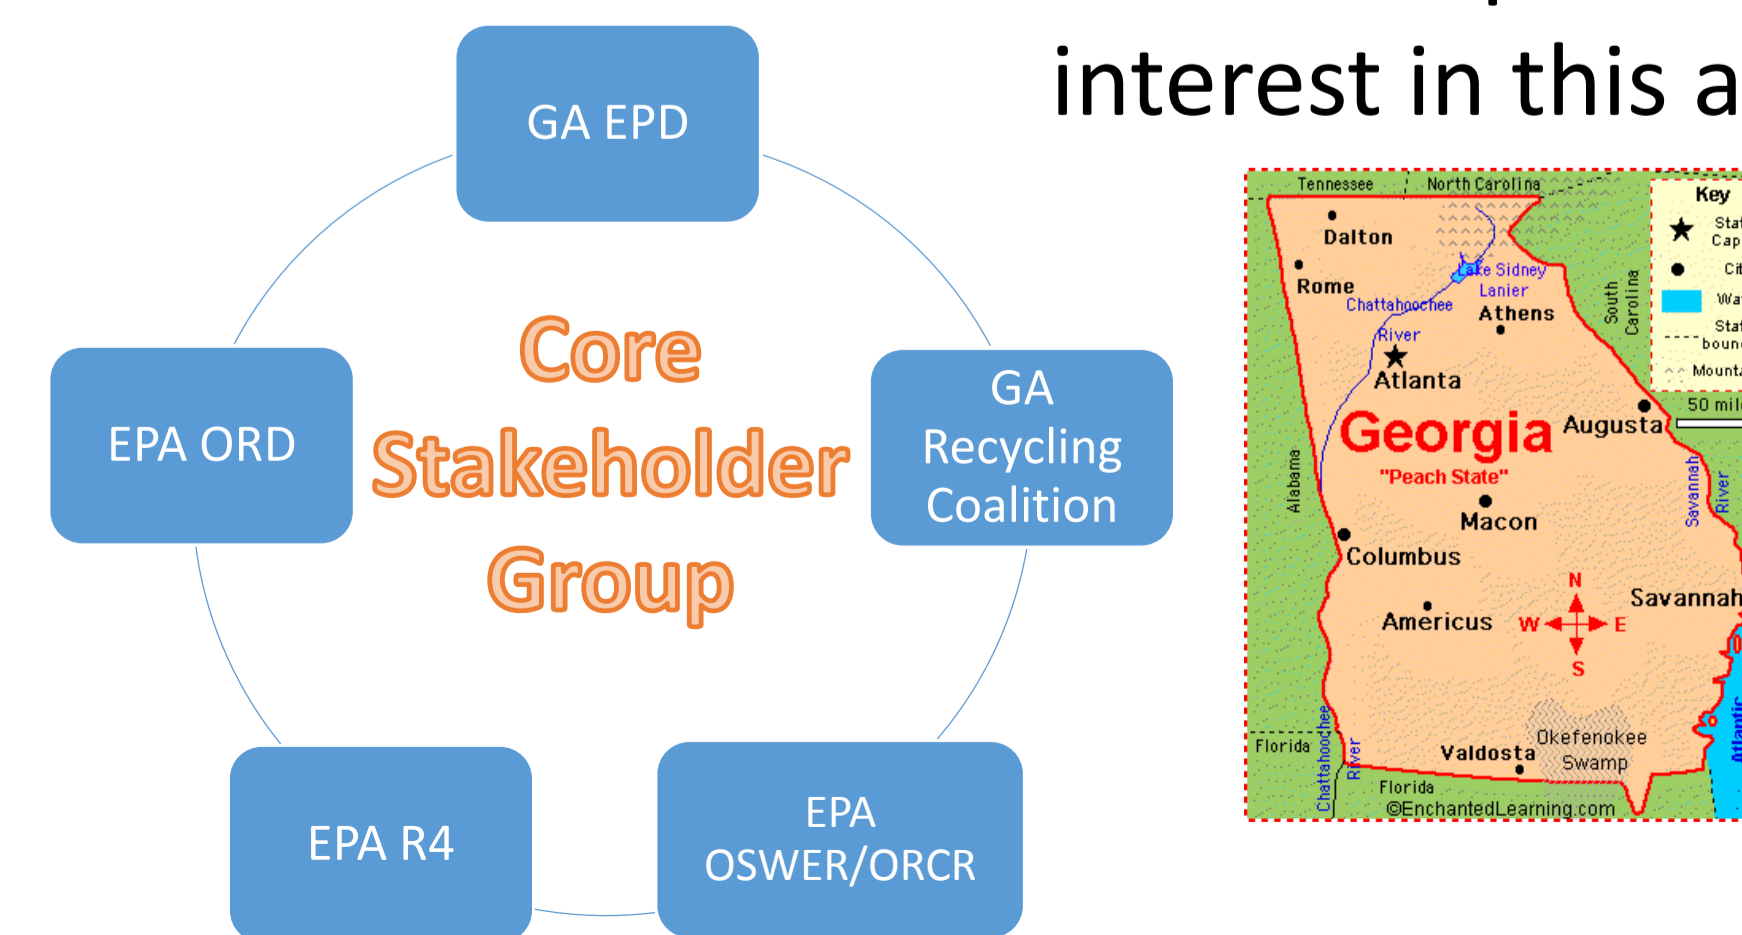 interest in this a
GA EPD
EPA ORD
Core
Stakeholder
Group
GA
Recycling
Coalition
EPA R4
EPA
OSWER/ORCR
Tennessee
North Carolina
Key
Dalton
Rome
Lake Sidney
Lanier
Chattahoochee
River
Athens
South
Carolina
Atlanta
50 mil
Georgia
"Peach State"
Augusta
Alabama
Savannah
River
Macon
Columbus
Americus
N
W
E
S
Savannah
Chattahoochee
River
Florida
Valdosta
Okefenokee
Swamp
Atlantic
Florida
©EnchantedLearning.com